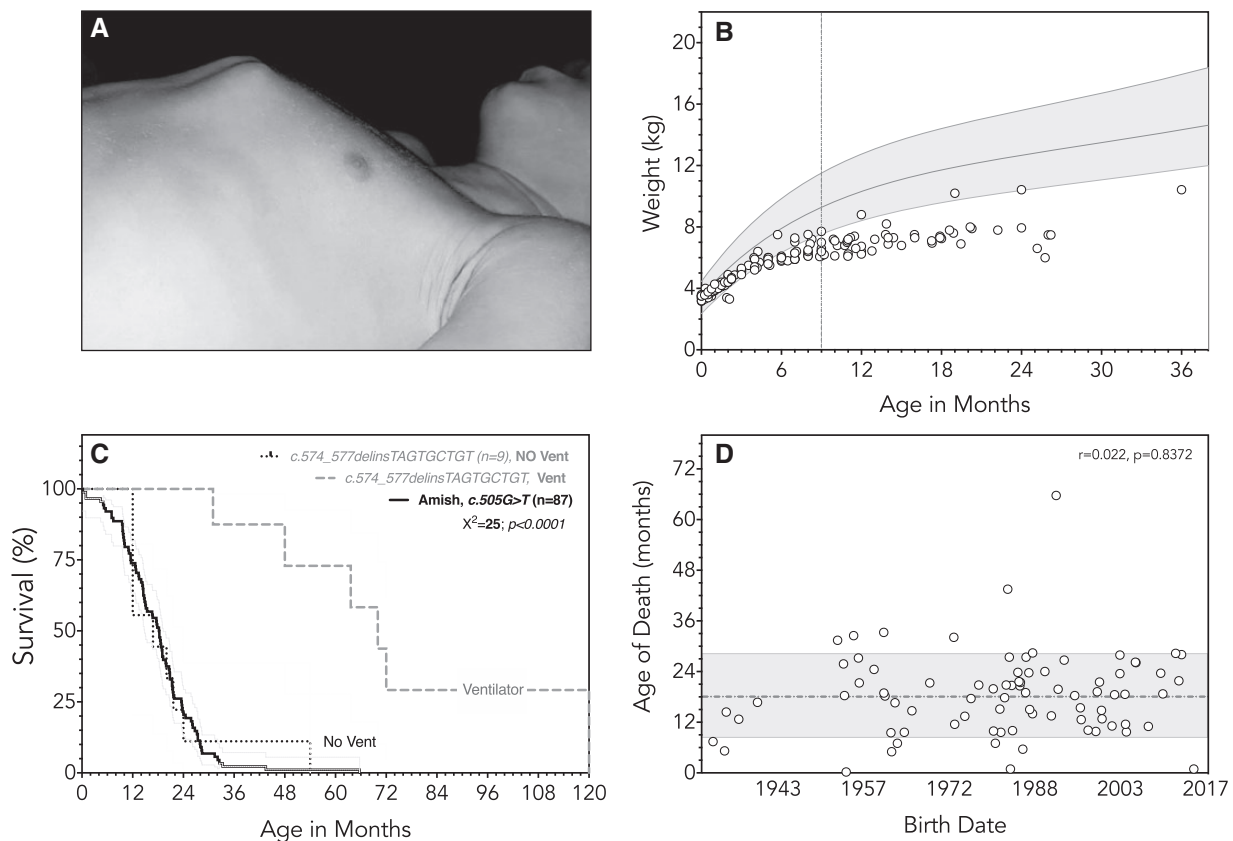 A
B
20
16
12
8
4
0
Weight (kg)
0 6 12 18 24 30 36
Age in Months
C
c.574_577delinsTAGTGCTGT (n=9), NO Vent
c.574_577delinsTAGTGCTGT, Vent
Amish, c.505G>T (n=87)
X²=25; p<0.0001
100
75
50
25
0
Survival (%)
Ventilator
No Vent
0 12 24 36 48 60 72 84 96 108 120
Age in Months
D
r=0.022, p=0.8372
72
60
48
36
24
12
0
Age of Death (months)
1943 1957 1972 1988 2003 2017
Birth Date